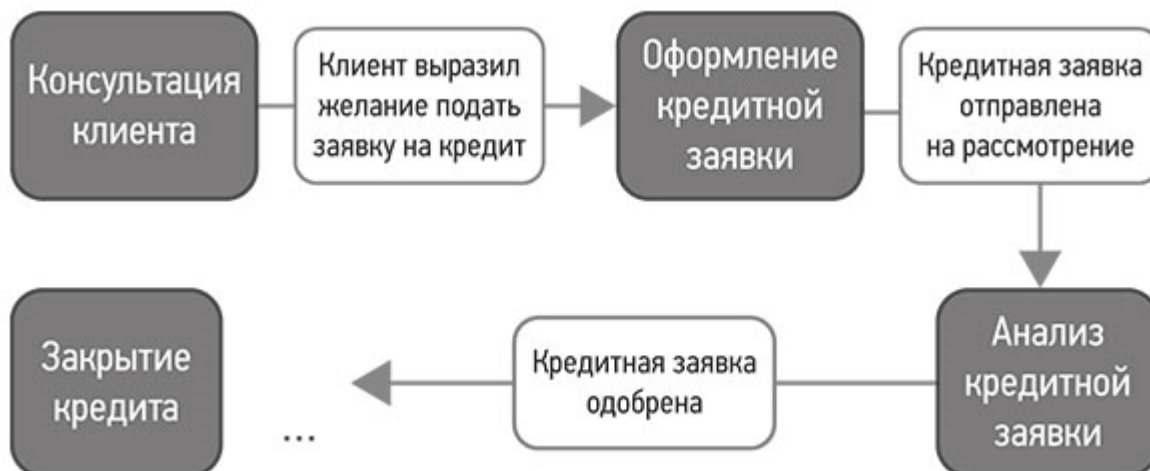 Консультация
клиента
Клиент выразил
желание подать
заявку на кредит
Оформление
кредитной
заявки
Кредитная заявка
отправлена
на рассмотрение
Анализ
кредитной
заявки
Кредитная заявка
одобрена
...
Закрытие
кредита